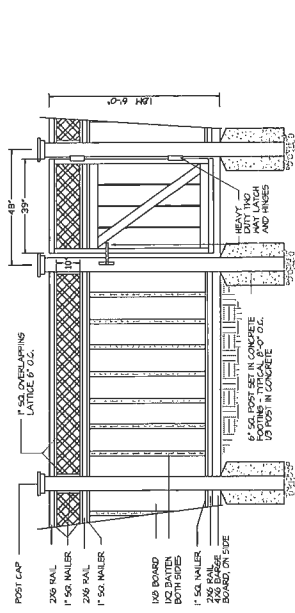 POST CAP
1" SQ. OVERLAPPING
LATTICE 6" O.C.
48"
39"
10"
6'-0"
2X6 RAIL
1" SQ. NAILER
2X6 RAIL
1" SQ. NAILER
1X8 BOARD
1X2 BATTEN
BOTH SIDES
1" SQ. NAILER
2X6 RAIL
4X6 BARGE
BOARD, ON SIDE
6" SQ. POST SET IN CONCRETE
FOOTING - TYPICAL 8'-0" O.C.
1/3 POST IN CONCRETE
HEAVY
DUTY TWO
WAY LATCH
AND HINGES